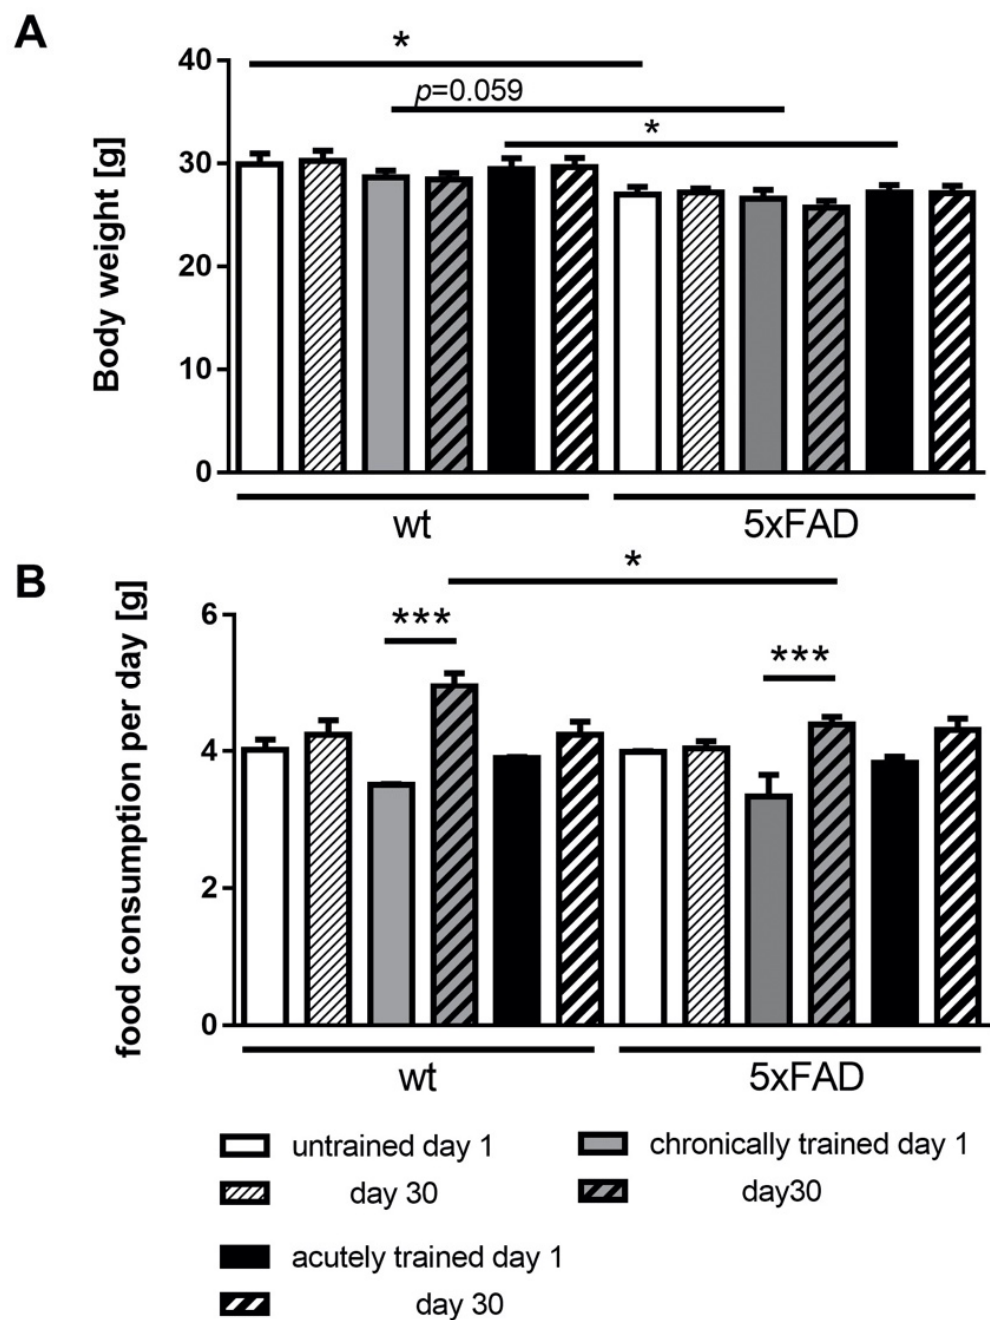 A
*
40
p=0.059
*
30
20
10
0
Body weight [g]
wt
5xFAD
B
*
6
***
***
4
2
0
food consumption per day [g]
wt
5xFAD
untrained day 1
chronically trained day 1
day 30
day30
acutely trained day 1
day 30